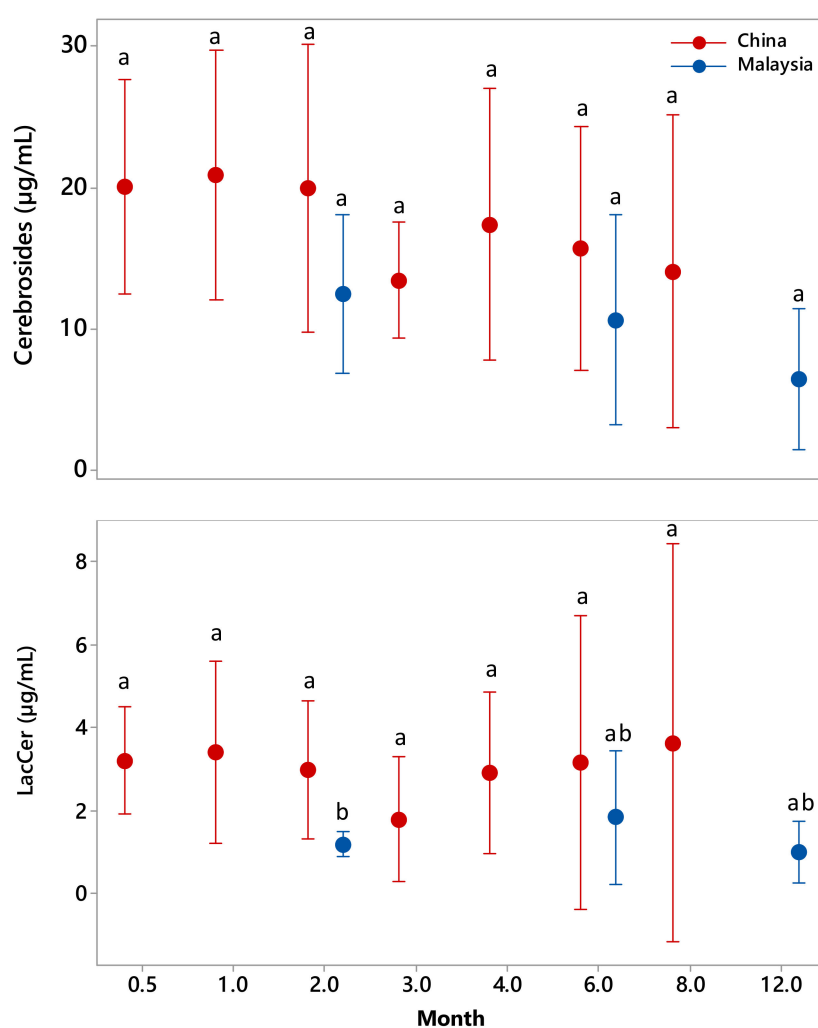 China
Malaysia
Cerebrosides (µg/mL)
30
20
10
0
a a a a a a a a a a a
LacCer (µg/mL)
8
6
4
2
0
a a a b a a a ab a ab
0.5 1.0 2.0 3.0 4.0 6.0 8.0 12.0
Month